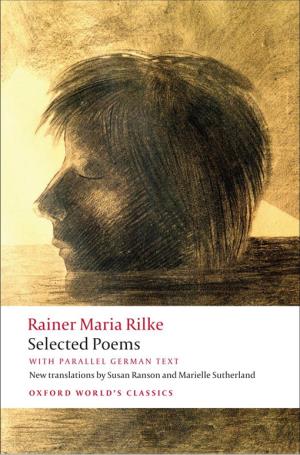 Rainer Maria Rilke
Selected Poems
WITH PARALLEL GERMAN TEXT
New translations by Susan Ranson and Marielle Sutherland
OXFORD WORLD'S CLASSICS